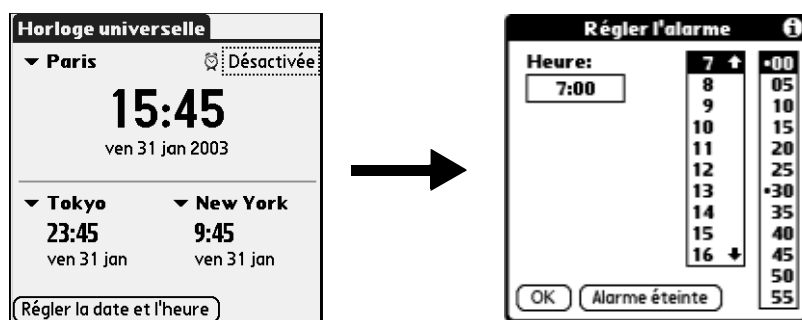 Horloge universelle
Paris
Désactivée
15:45
ven 31 jan 2003
Tokyo
New York
23:45
9:45
ven 31 jan
ven 31 jan
Régler la date et l'heure
Régler l'alarme
i
Heure:
7:00
7
8
9
10
11
12
13
14
15
16
•00
05
10
15
20
25
•30
35
40
45
50
55
OK
Alarme éteinte